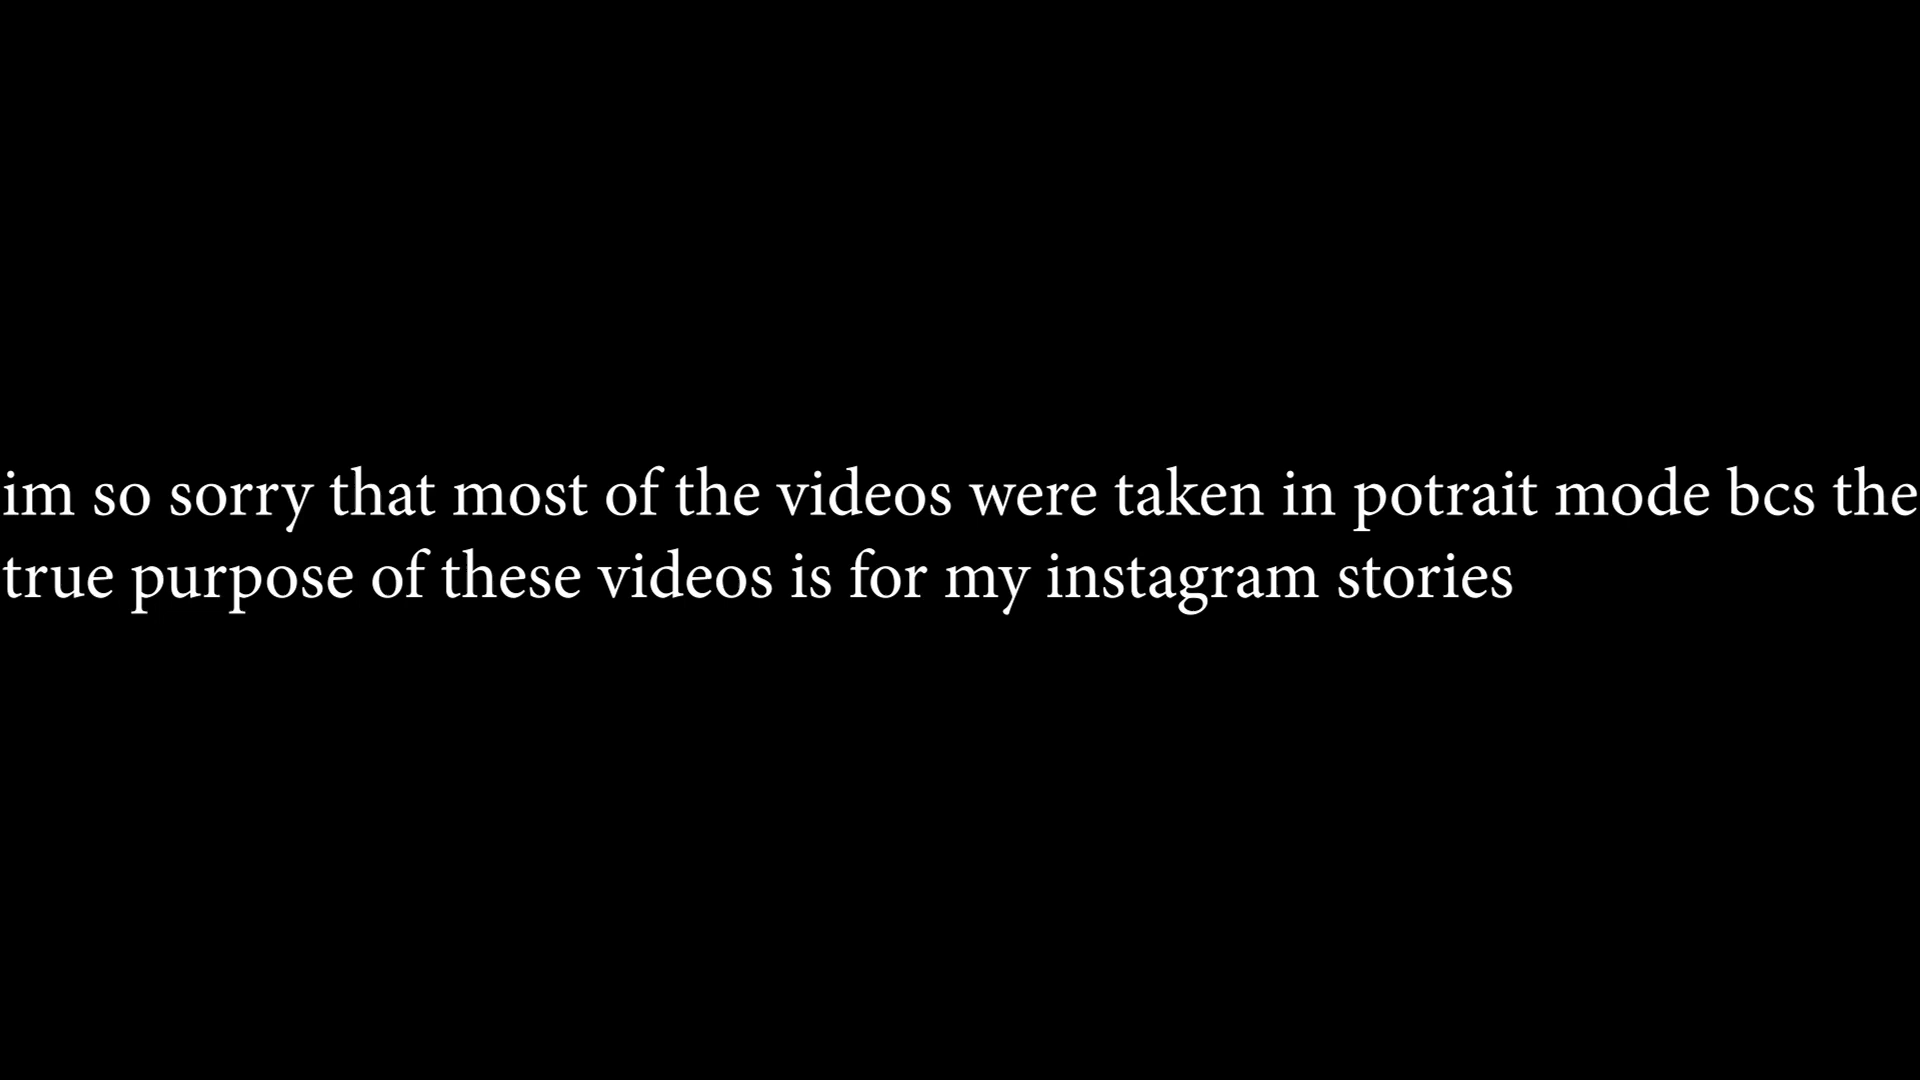 im so sorry that most of the videos were taken in potrait mode bcs the
true purpose of these videos is for my instagram stories